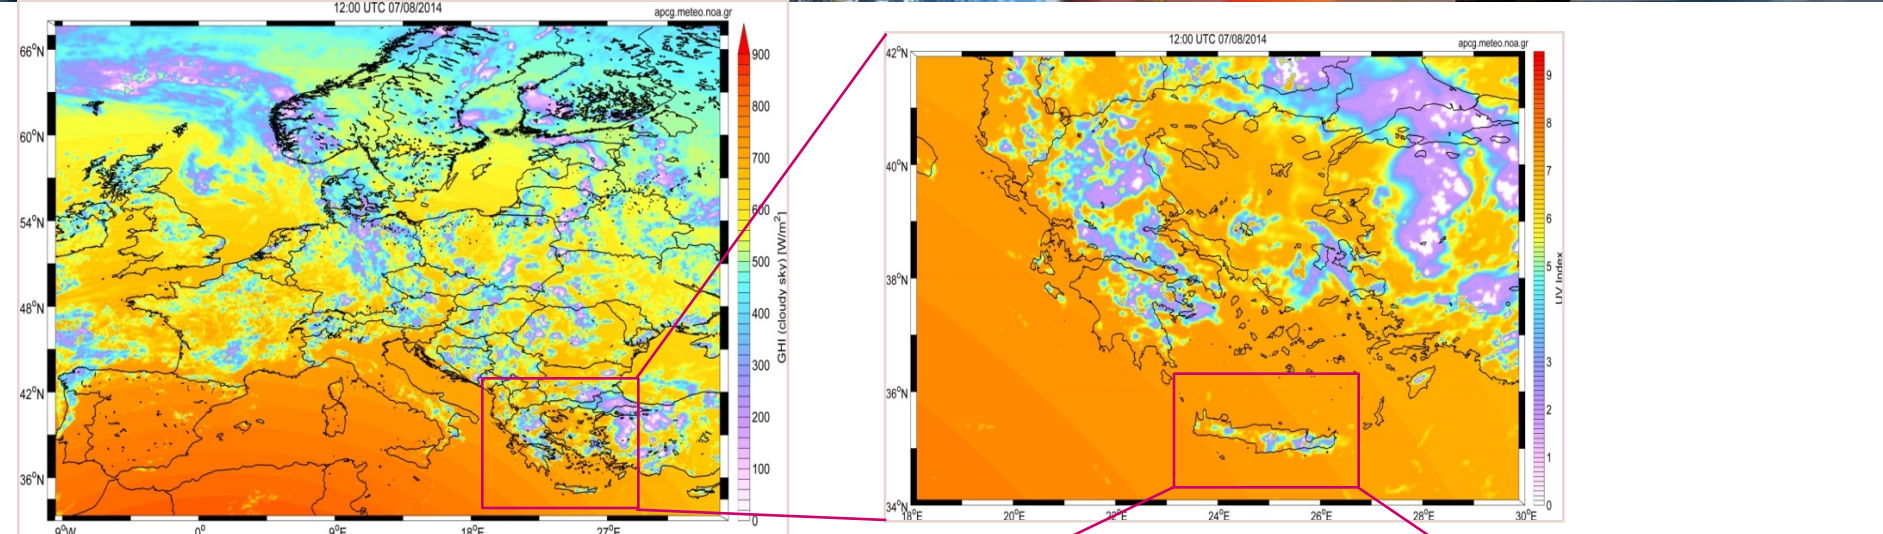 12:00 UTC 07/08/2014
apcg.meteo.noa.gr
66°N
60°N
54°N
48°N
42°N
36°N
9°W
0°
9°E
18°E
27°E
900
800
700
600
500
400
300
200
100
0
GHI (cloudy sky) [W/m²]
12:00 UTC 07/08/2014
apcg.meteo.noa.gr
42°N
40°N
38°N
36°N
34°N
18°E
20°E
22°E
24°E
26°E
28°E
30°E
9
8
7
6
5
3
2
1
0
UV Index